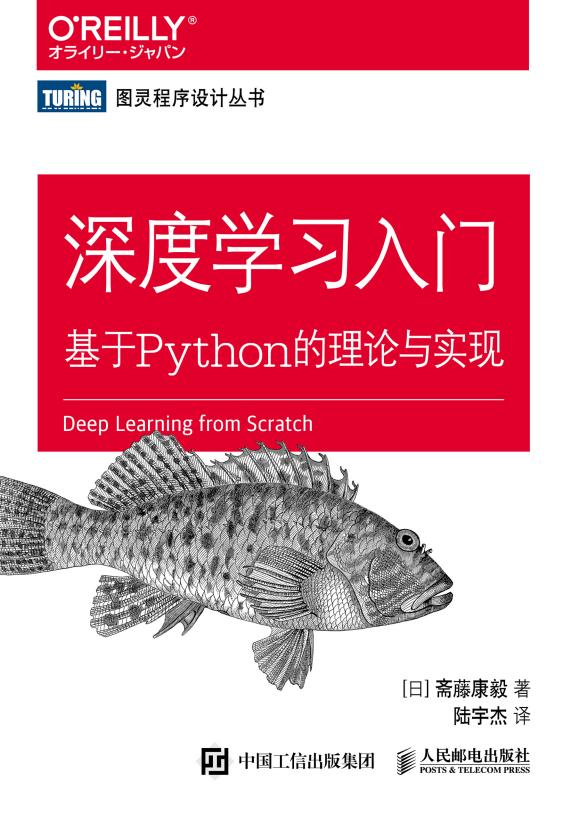 O'REILLY®
オライリー・ジャパン
TURING 图灵程序设计丛书
深度学习入门
基于Python的理论与实现
Deep Learning from Scratch
[日] 斋藤康毅 著
陆宇杰 译
中国工信出版集团 人民邮电出版社
POSTS & TELECOM PRESS